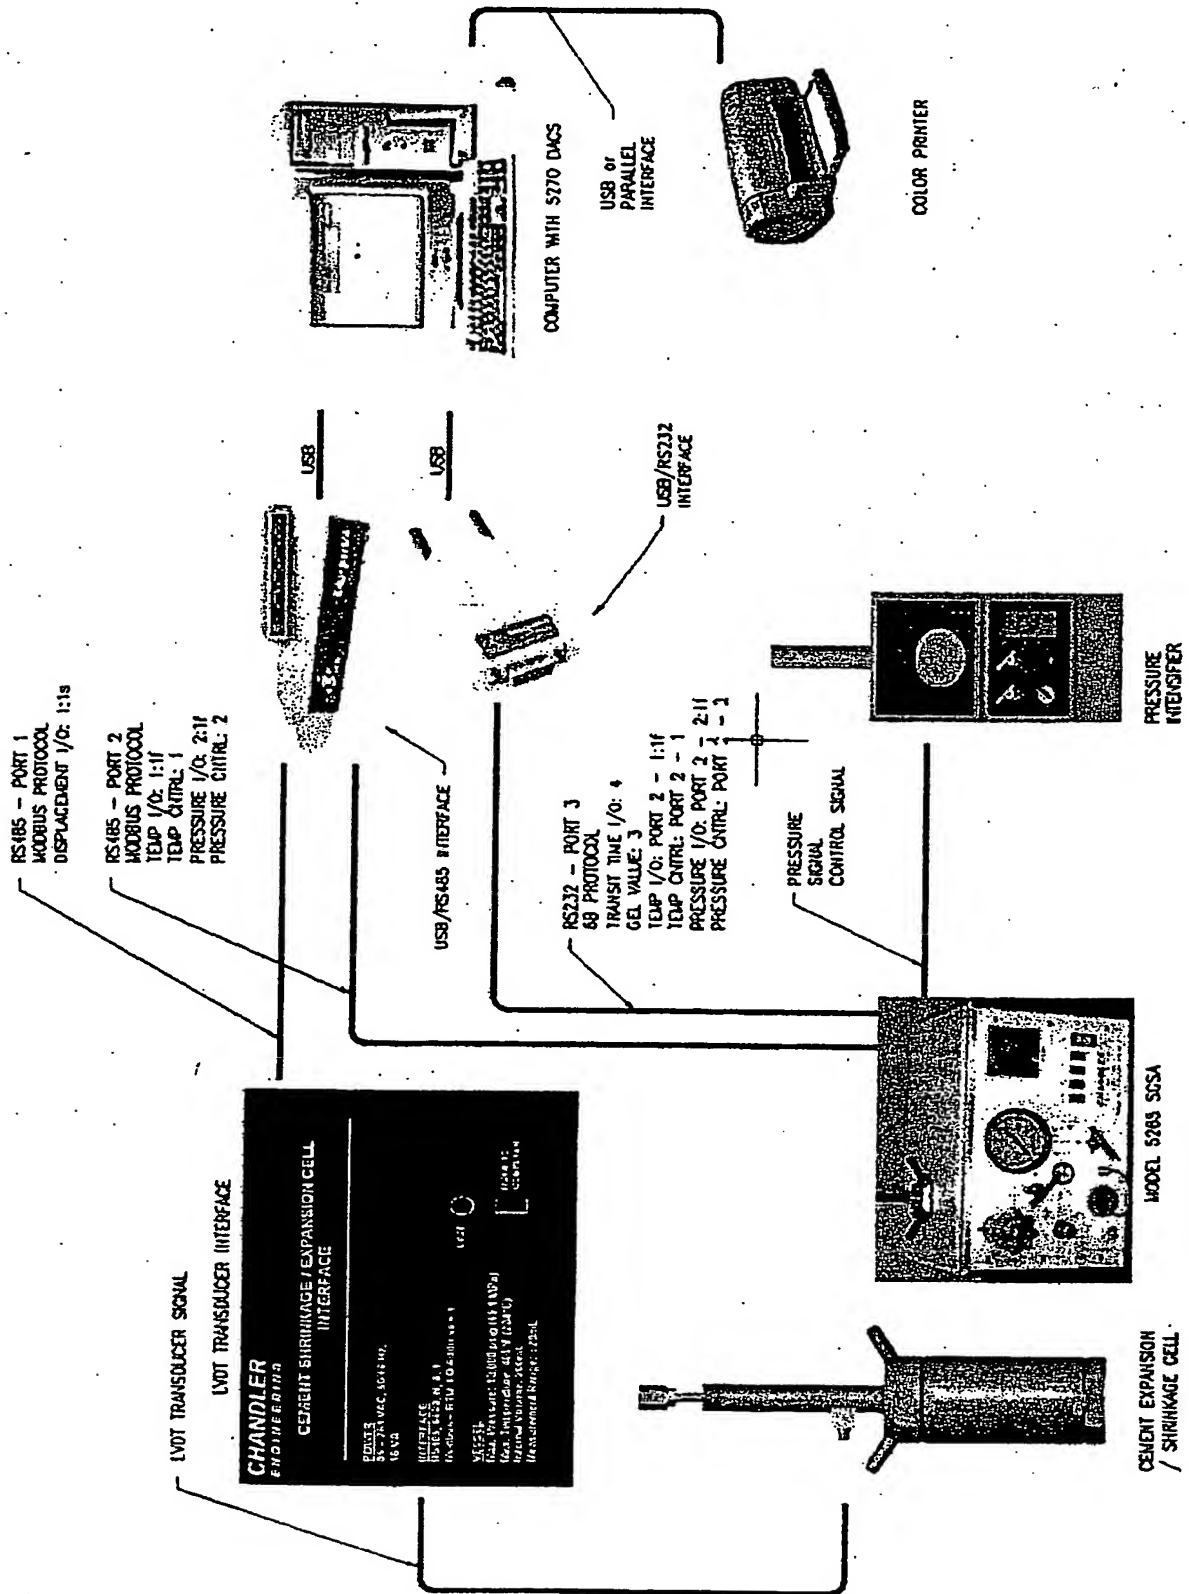 LVDT TRANSDUCER SIGNAL
LVDT TRANSDUCER INTERFACE
CHANDLER
ENGINEERING
CEMENT SHRINKAGE / EXPANSION CELL
INTERFACE
POWER
INTERFACE
VESSEL
RS485 - PORT 1
MODBUS PROTOCOL
DISPLACEMENT I/O: 1:1s
RS485 - PORT 2
MODBUS PROTOCOL
TEMP I/O: 1:1f
TEMP CNTRL: 1
PRESSURE I/O: 2:1f
PRESSURE CNTRL: 2
USB/RS485 INTERFACE
USB
USB
COMPUTER WITH 5270 DACS
USB or
PARALLEL
INTERFACE
COLOR PRINTER
USB/RS232
INTERFACE
RS232 - PORT 3
PROTOCOL
TRANSIT TIME I/O: 4
GEL VALUE: 3
TEMP I/O: PORT 2 - 1:1f
TEMP CNTRL: PORT 2 - 1
PRESSURE I/O: PORT 2 - 2:1f
PRESSURE CNTRL: PORT 2 - 2
PRESSURE
SIGNAL
CONTROL SIGNAL
PRESSURE
INTENSIFIER
MODEL 5265 SGSA
CEMENT EXPANSION
/ SHRINKAGE CELL